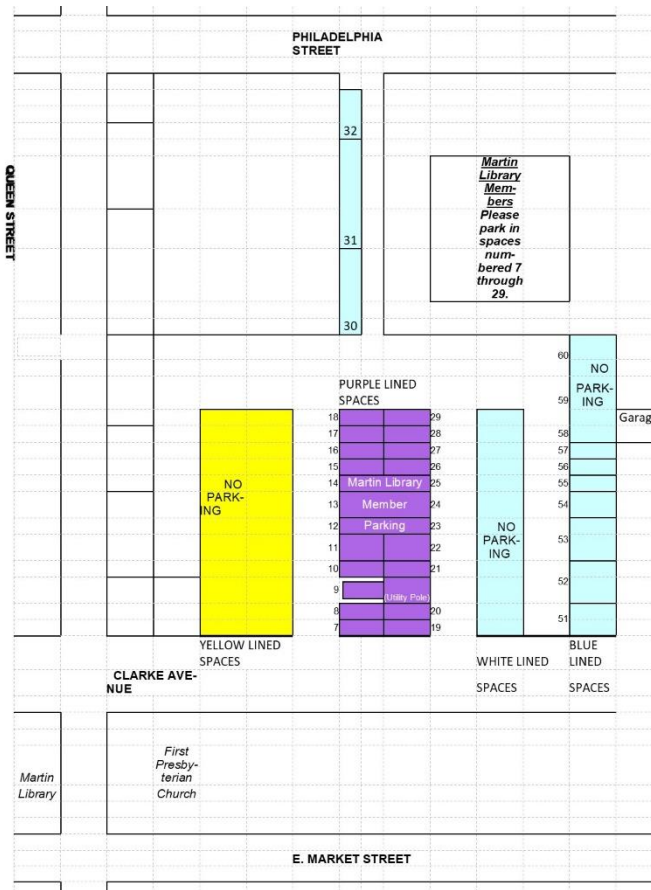 PHILADELPHIA
STREET
QUEEN STREET
32
31
30
Martin
Library
Mem-
bers
Please
park in
spaces
num-
bered 7
through
29.
PURPLE LINED
SPACES
18
17
16
15
14
13
12
11
10
9
8
7
Martin Library
Member
Parking
(Utility Pole)
29
28
27
26
25
24
23
22
21
20
19
NO
PARK-
ING
YELLOW LINED
SPACES
NO
PARK-
ING
WHITE LINED
SPACES
60
59
58
57
56
55
54
53
52
51
NO
PARK-
ING
Garag
BLUE
LINED
SPACES
CLARKE AVE-
NUE
Martin
Library
First
Presby-
terian
Church
E. MARKET STREET